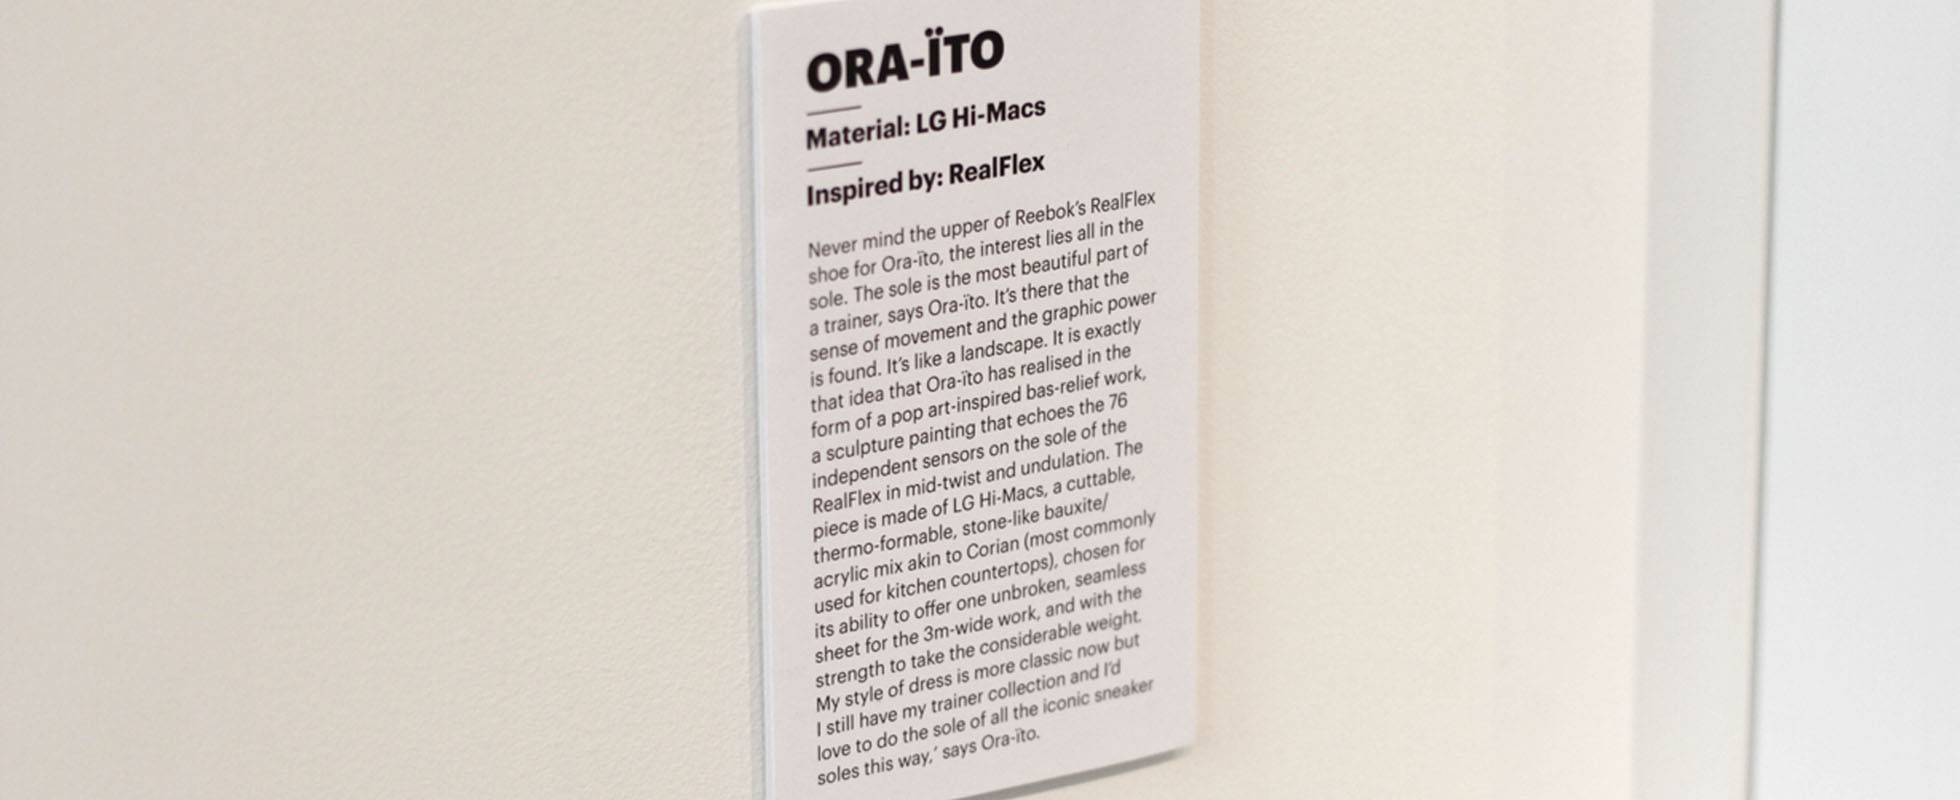 ORA-ÏTO
Material: LG Hi-Macs
Inspired by: RealFlex
Never mind the upper of Reebok's RealFlex
shoe for Ora-ïto, the interest lies all in the
sole. The sole is the most beautiful part of
a trainer, says Ora-ïto. It's there that the
sense of movement and the graphic power
is found. It's like a landscape. It is exactly
that idea that Ora-ïto has realised in the
form of a pop art-inspired bas-relief work,
a sculpture painting that echoes the 76
independent sensors on the sole of the
RealFlex in mid-twist and undulation. The
piece is made of LG Hi-Macs, a cuttable,
thermo-formable, stone-like bauxite/
acrylic mix akin to Corian (most commonly
used for kitchen countertops), chosen for
its ability to offer one unbroken, seamless
sheet for the 3m-wide work, and with the
strength to take the considerable weight.
My style of dress is more classic now but
I still have my trainer collection and I'd
love to do the sole of all the iconic sneaker
soles this way,' says Ora-ïto.